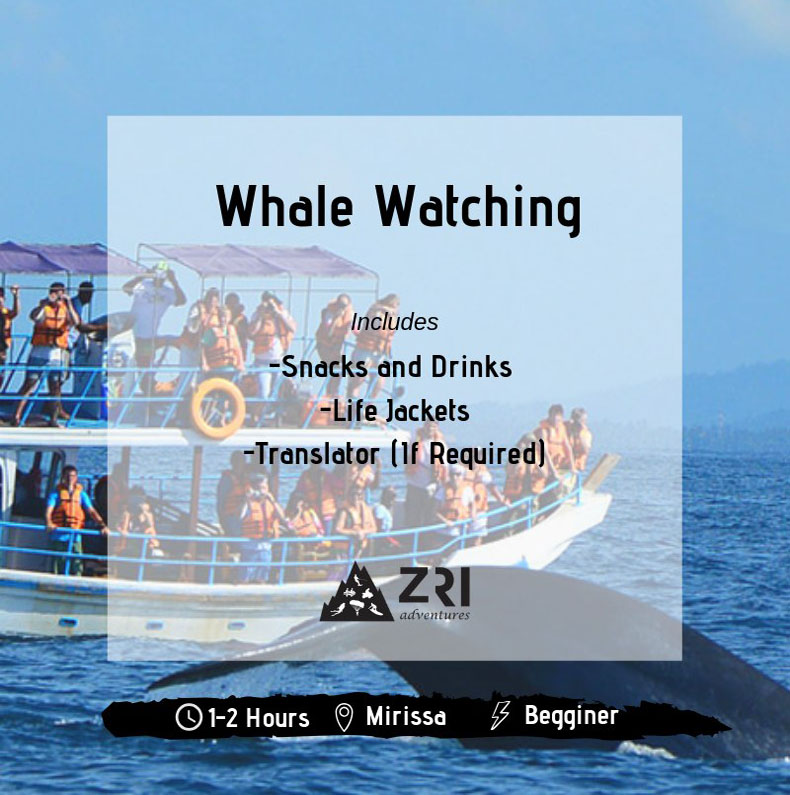 Whale Watching
Includes
-Snacks and Drinks
-Life Jackets
-Translator (If Required)
ZRI
adventures
1-2 Hours Mirissa Begginer